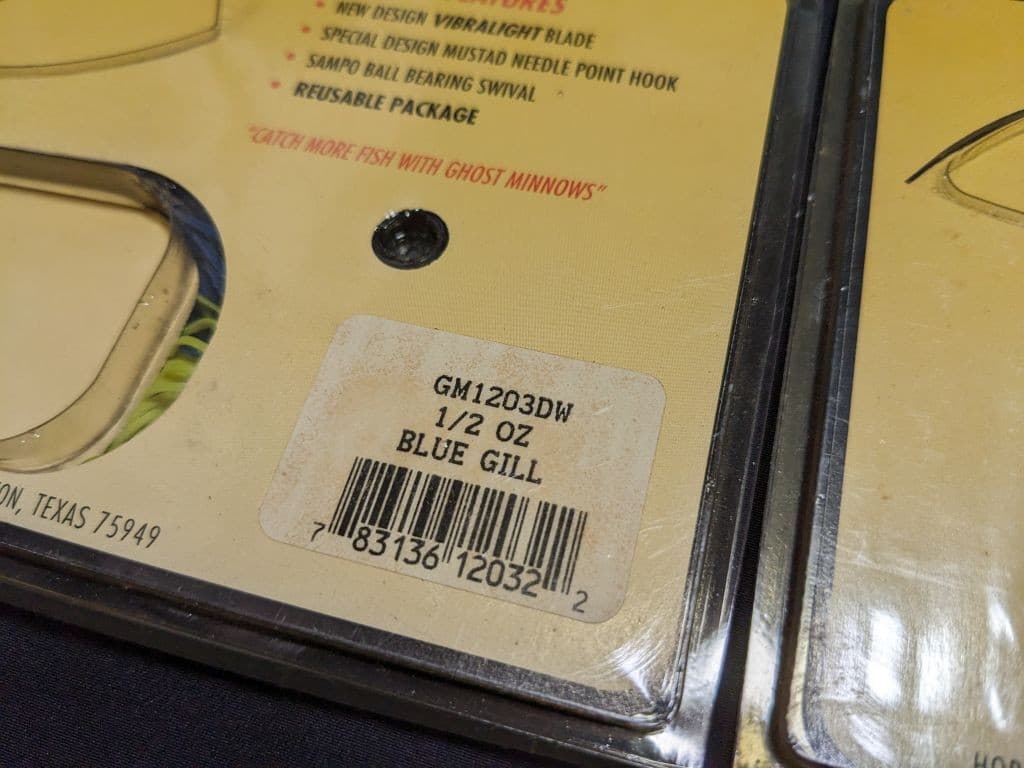 FEATURES
• NEW DESIGN VIBRALIGHT BLADE
• SPECIAL DESIGN MUSTAD NEEDLE POINT HOOK
• SAMPO BALL BEARING SWIVAL
• REUSABLE PACKAGE
"CATCH MORE FISH WITH GHOST MINNOWS"
GM1203DW
1/2 OZ
BLUE GILL
7 83136 12032 2
TEXAS 75949